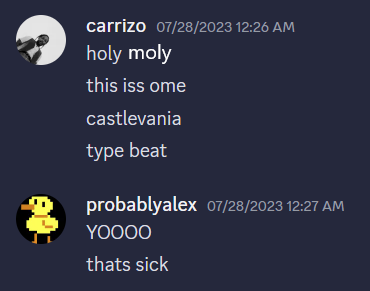 carrizo 07/28/2023 12:26 AM
holy moly
this iss ome
castlevania
type beat
probablyalex 07/28/2023 12:27 AM
YOOOO
thats sick